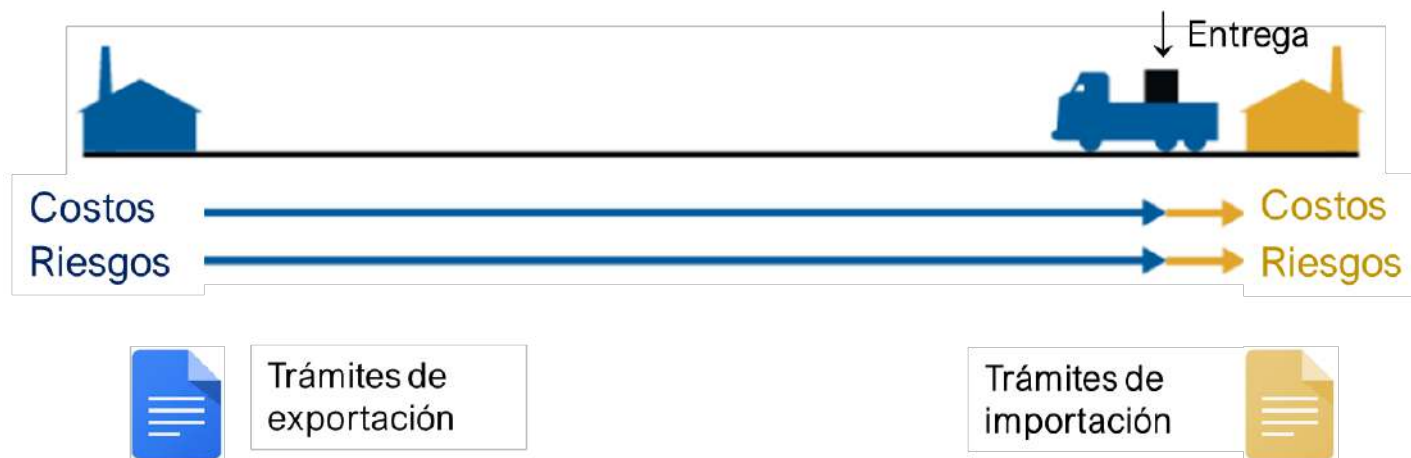 Entrega
Costos
Costos
Riesgos
Riesgos
Trámites de
exportación
Trámites de
importación